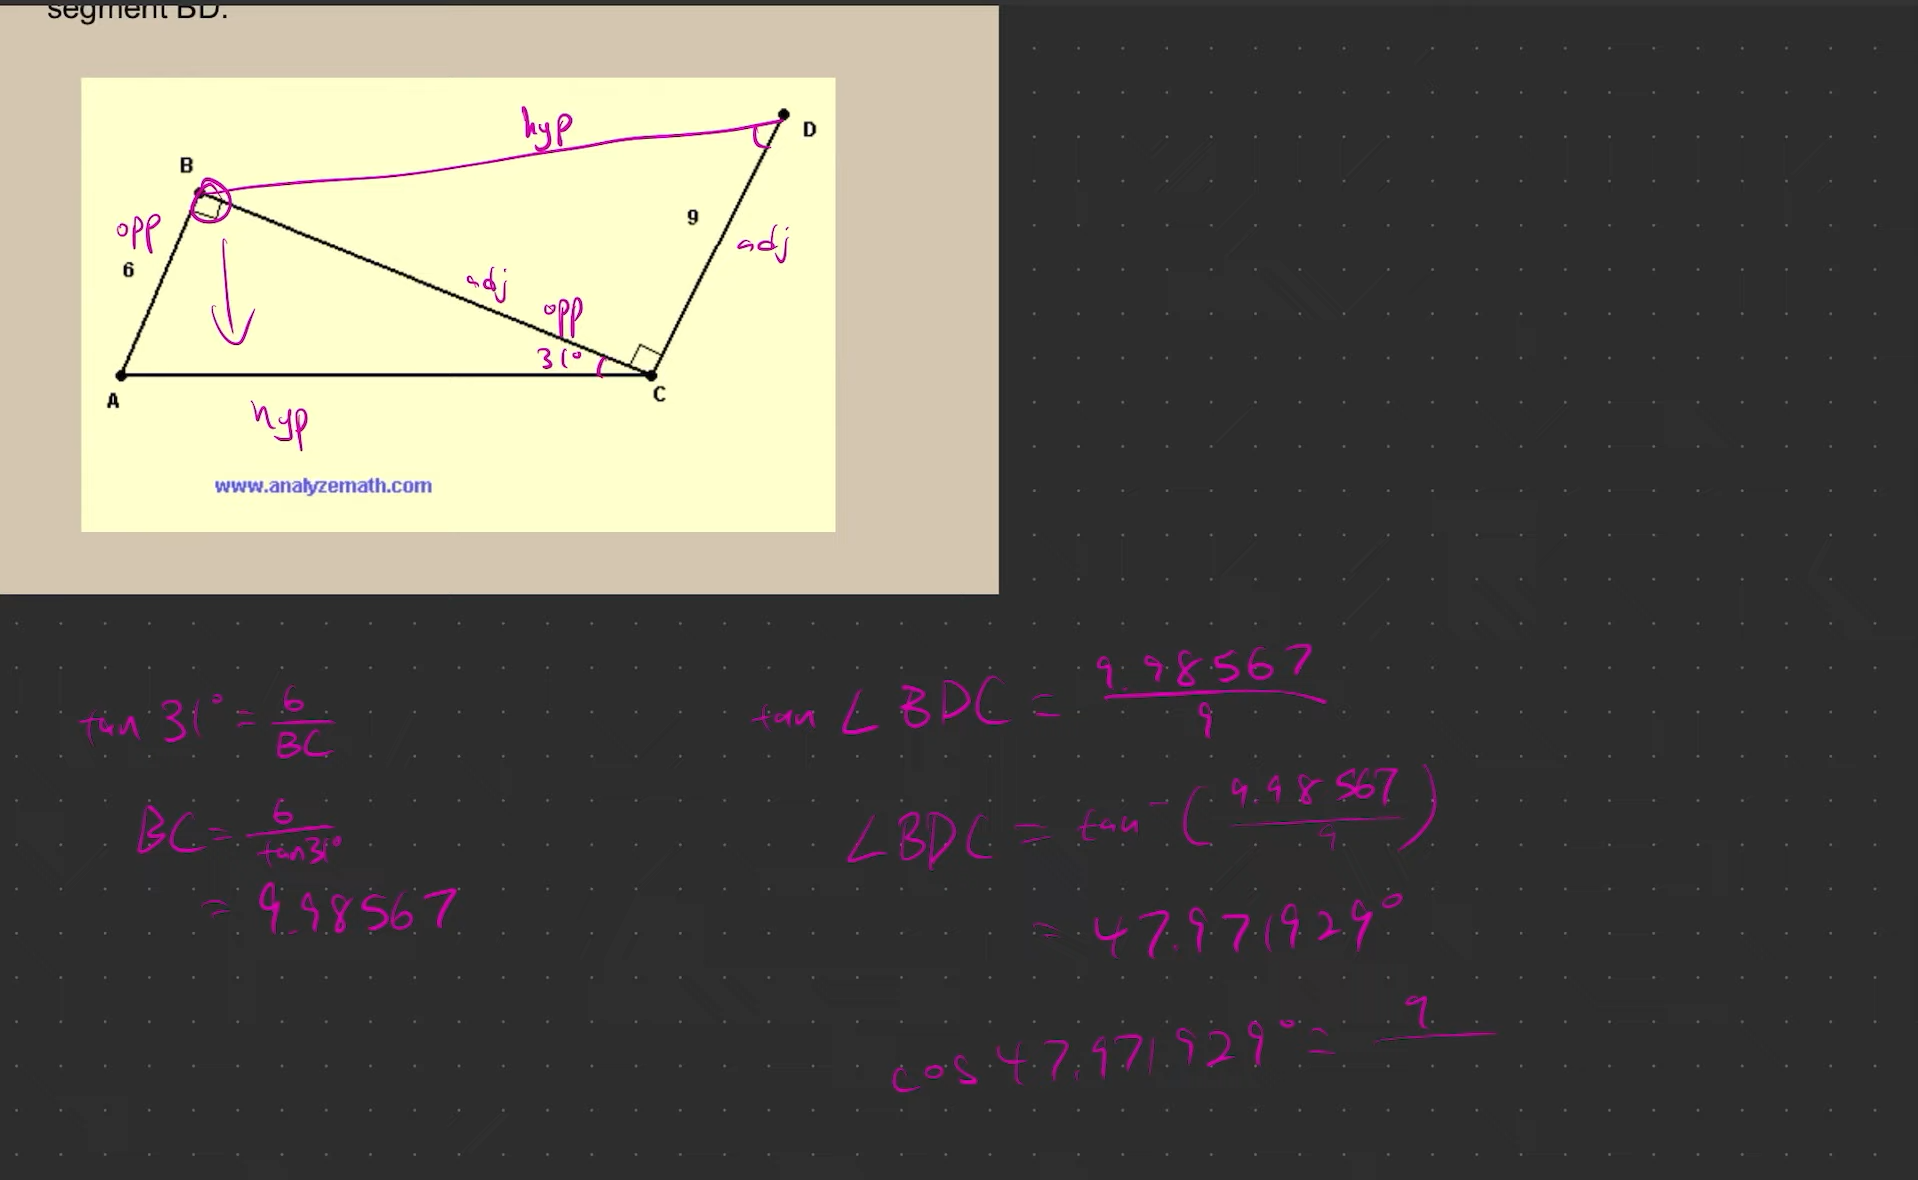 segment BD.
hyp
D
B
opp
9
adj
6
adj
opp
31°
A
C
hyp
www.analyzemath.com
tan 31° = 6/BC
BC = 6/tan31°
= 9.98567
tan ∠BDC = 9.98567/9
∠BDC = tan⁻(9.98567/9)
= 47.971929°
cos 47.971929° = 9/